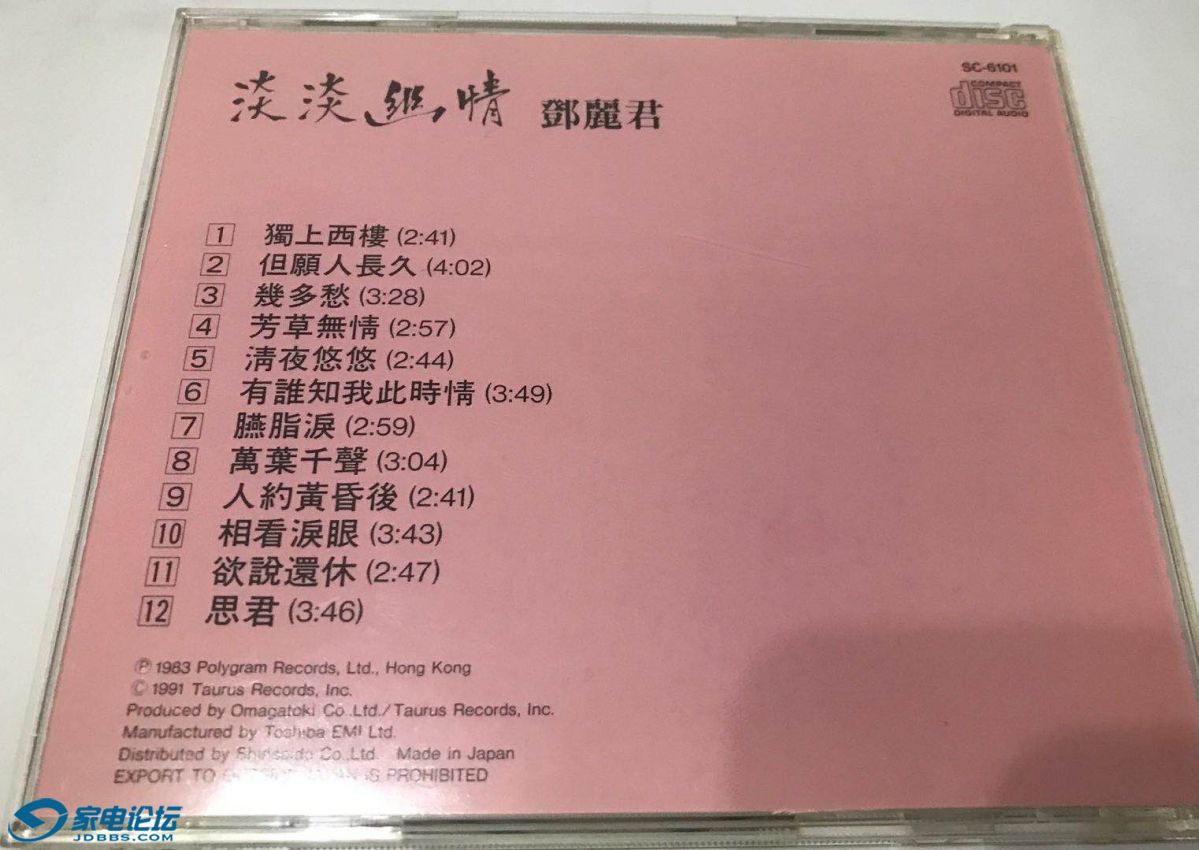 淡淡幽情 鄧麗君
SC-6101
COMPACT
disc
DIGITAL AUDIO
1 獨上西樓 (2:41)
2 但願人長久 (4:02)
3 幾多愁 (3:28)
4 芳草無情 (2:57)
5 清夜悠悠 (2:44)
6 有誰知我此時情 (3:49)
7 臙脂淚 (2:59)
8 萬葉千聲 (3:04)
9 人約黃昏後 (2:41)
10 相看淚眼 (3:43)
11 欲說還休 (2:47)
12 思君 (3:46)
Ⓟ 1983 Polygram Records, Ltd., Hong Kong
© 1991 Taurus Records, Inc.
Produced by Omagatoki Co.,Ltd./Taurus Records, Inc.
Manufactured by Toshiba EMI Ltd.
Distributed by Co.,Ltd. Made in Japan
EXPORT TO IS PROHIBITED
家电论坛
JDBBS.COM